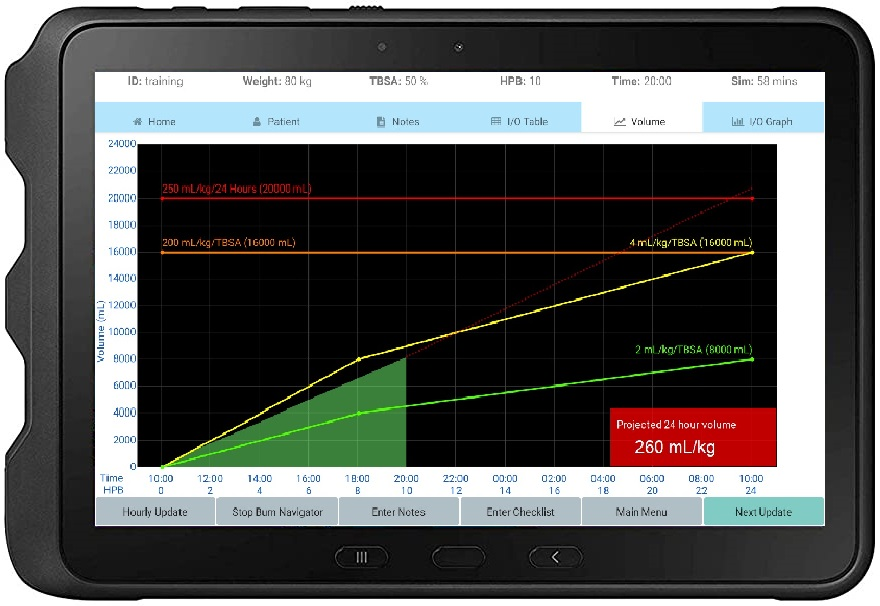 ID: training Weight: 80 kg TBSA: 50 % HPB: 10 Time: 20:00 Sim: 58 mins
Home Patient Notes I/O Table Volume I/O Graph
24000
22000
250 mL/kg/24 Hours (20000 mL)
20000
18000
200 mL/kg/TBSA (16000 mL) 4 mL/kg/TBSA (16000 mL)
16000
14000
12000
10000
Volume (mL)
2 mL/kg/TBSA (8000 mL)
8000
6000
4000
2000
0
Projected 24 hour volume
260 mL/kg
Time 10:00 12:00 14:00 16:00 18:00 20:00 22:00 00:00 02:00 04:00 06:00 08:00 10:00
HPB 0 2 4 6 8 10 12 14 16 18 20 22 24
Hourly Update Stop Burn Navigator Enter Notes Enter Checklist Main Menu Next Update